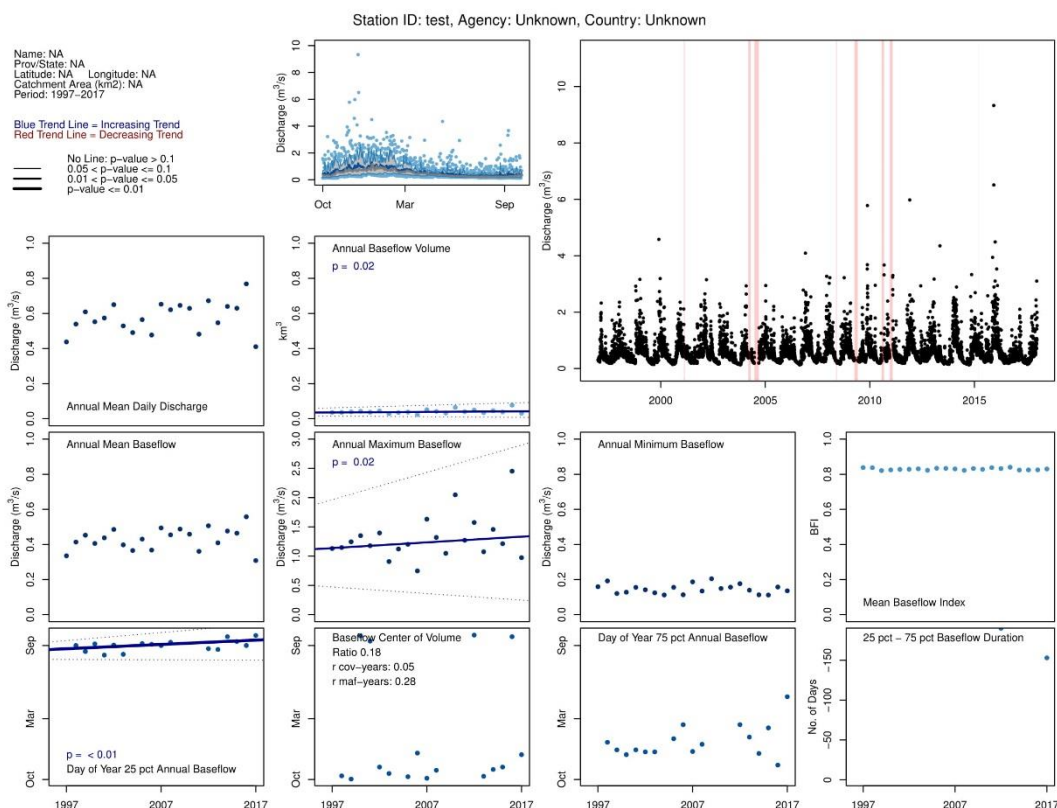 Station ID: test, Agency: Unknown, Country: Unknown
Name: NA
Prov/State: NA
Latitude: NA Longitude: NA
Catchment Area (km2): NA
Period: 1997−2017
Blue Trend Line = Increasing Trend
Red Trend Line = Decreasing Trend
No Line: p-value > 0.1
0.05 < p-value <= 0.1
0.01 < p-value <= 0.05
p-value <= 0.01
Discharge (m³/s)
0 2 4 6 8 10
Oct Mar Sep
Discharge (m³/s)
0 2 4 6 8 10
2000 2005 2010 2015
Discharge (m³/s)
0.0 0.2 0.4 0.6 0.8 1.0
Annual Mean Daily Discharge
km³
0.0 0.2 0.4 0.6 0.8 1.0
Annual Baseflow Volume
p = 0.02
Discharge (m³/s)
0.0 0.2 0.4 0.6 0.8 1.0
Annual Mean Baseflow
Discharge (m³/s)
0.0 0.5 1.0 1.5 2.0 2.5 3.0
Annual Maximum Baseflow
p = 0.02
Discharge (m³/s)
0.0 0.2 0.4 0.6 0.8 1.0
Annual Minimum Baseflow
BFI
0.0 0.2 0.4 0.6 0.8 1.0
Mean Baseflow Index
Oct Mar Sep
p = < 0.01
Day of Year 25 pct Annual Baseflow
1997 2007 2017
Oct Mar Sep
Baseflow Center of Volume
Ratio 0.18
r cov−years: 0.05
r maf−years: 0.28
1997 2007 2017
Oct Mar Sep
Day of Year 75 pct Annual Baseflow
1997 2007 2017
No. of Days
0 −50 −100 −150
25 pct − 75 pct Baseflow Duration
1997 2007 2017